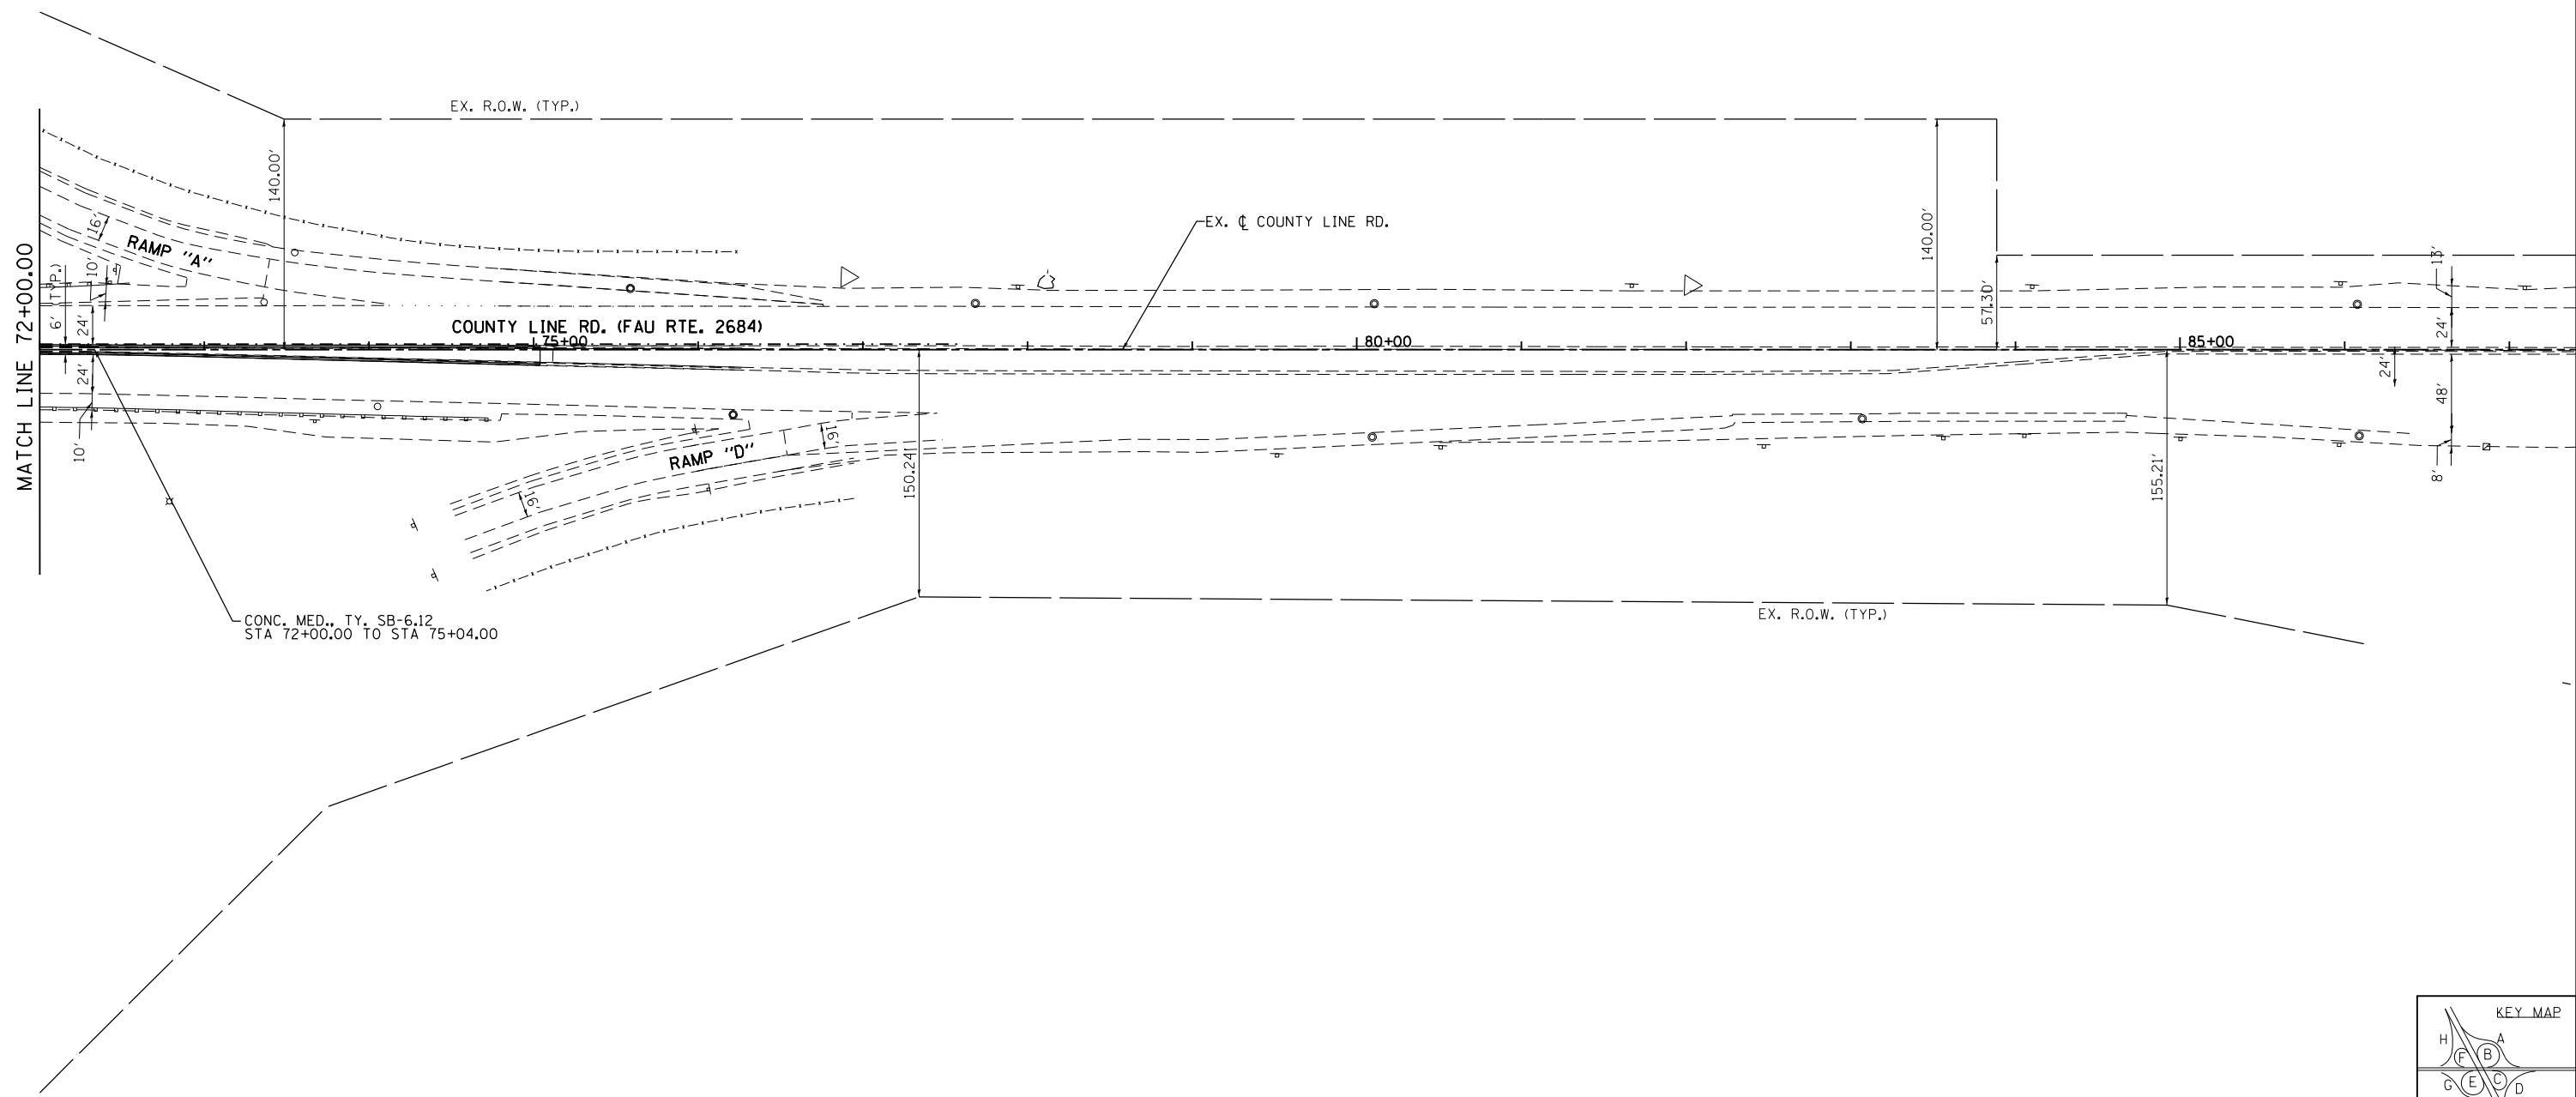 EX. R.O.W. (TYP.)
140.00'
140.00'
EX. ℄ COUNTY LINE RD.
MATCH LINE 72+00.00
16'
RAMP "A"
10'
6' (TYP.)
24'
57.30'
13'
24'
COUNTY LINE RD. (FAU RTE. 2684)
75+00
80+00
85+00
24'
24'
48'
10'
16'
RAMP "D"
16'
150.24'
155.21'
8'
CONC. MED., TY. SB-6.12
STA 72+00.00 TO STA 75+04.00
EX. R.O.W. (TYP.)
KEY MAP
H
A
F
B
G
E
C
D